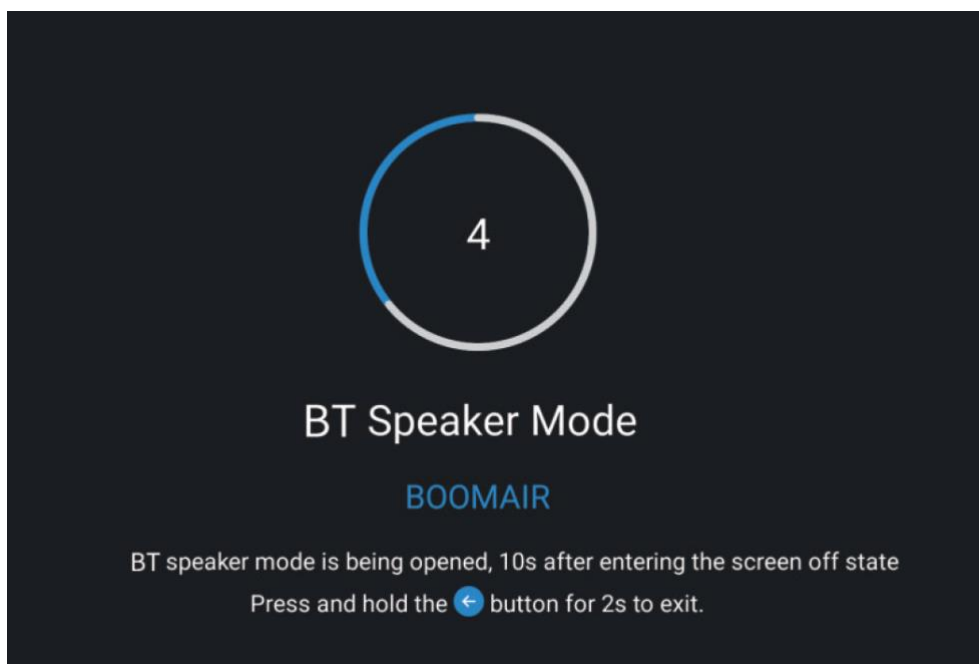 4
BT Speaker Mode
BOOMAIR
BT speaker mode is being opened, 10s after entering the screen off state
Press and hold the button for 2s to exit.